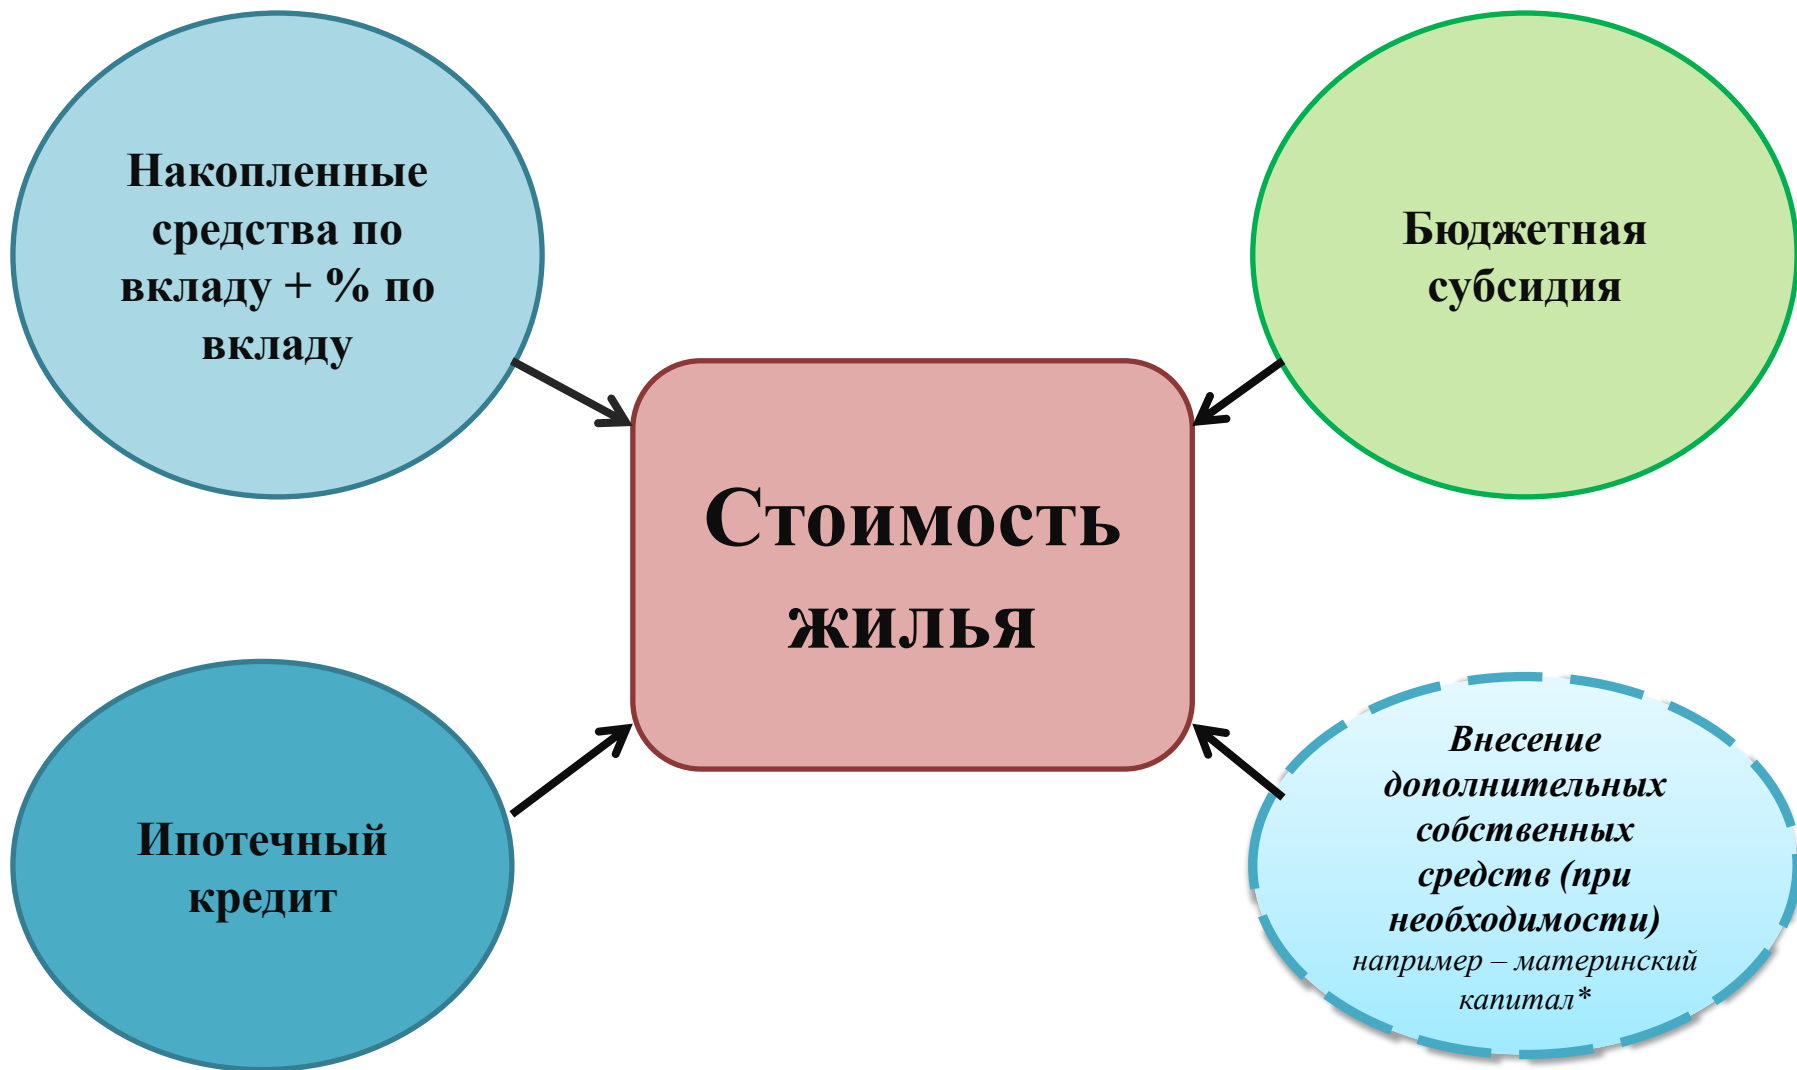 Накопленные
средства по
вкладу + % по
вкладу
Бюджетная
субсидия
Стоимость
жилья
Ипотечный
кредит
Внесение
дополнительных
собственных
средств (при
необходимости)
например – материнский
капитал*